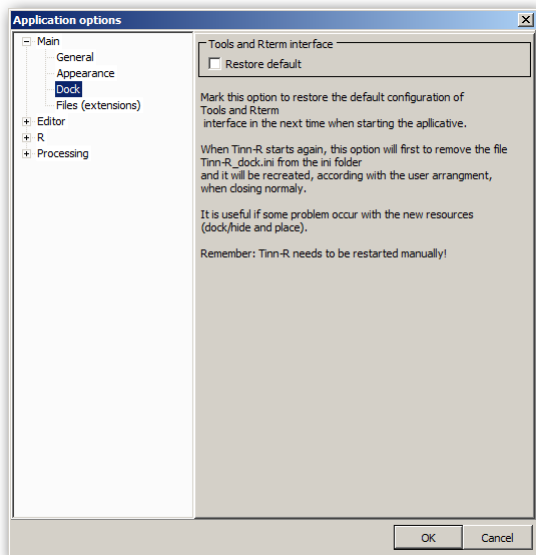 Application options
Main
General
Appearance
Dock
Files (extensions)
Editor
R
Processing
Tools and Rterm interface
Restore default
Mark this option to restore the default configuration of
Tools and Rterm
interface in the next time when starting the apllicative.
When Tinn-R starts again, this option will first to remove the file
Tinn-R_dock.ini from the ini folder
and it will be recreated, according with the user arrangment,
when closing normaly.
It is useful if some problem occur with the new resources
(dock/hide and place).
Remember: Tinn-R needs to be restarted manually!
OK
Cancel